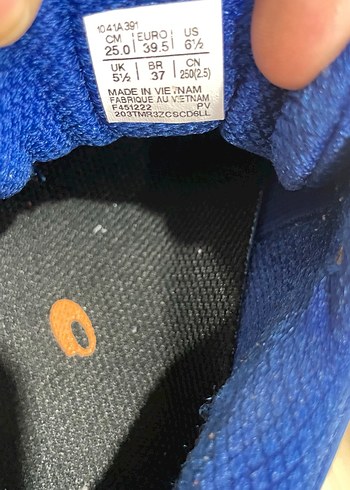 1041A391
CM EURO US
25.0 39.5 6½
UK BR CN
5½ 37 250(2.5)
MADE IN VIETNAM
FABRIQUE AU VIETNAM
F451222 PV
203TMR3ZCSCD6LL